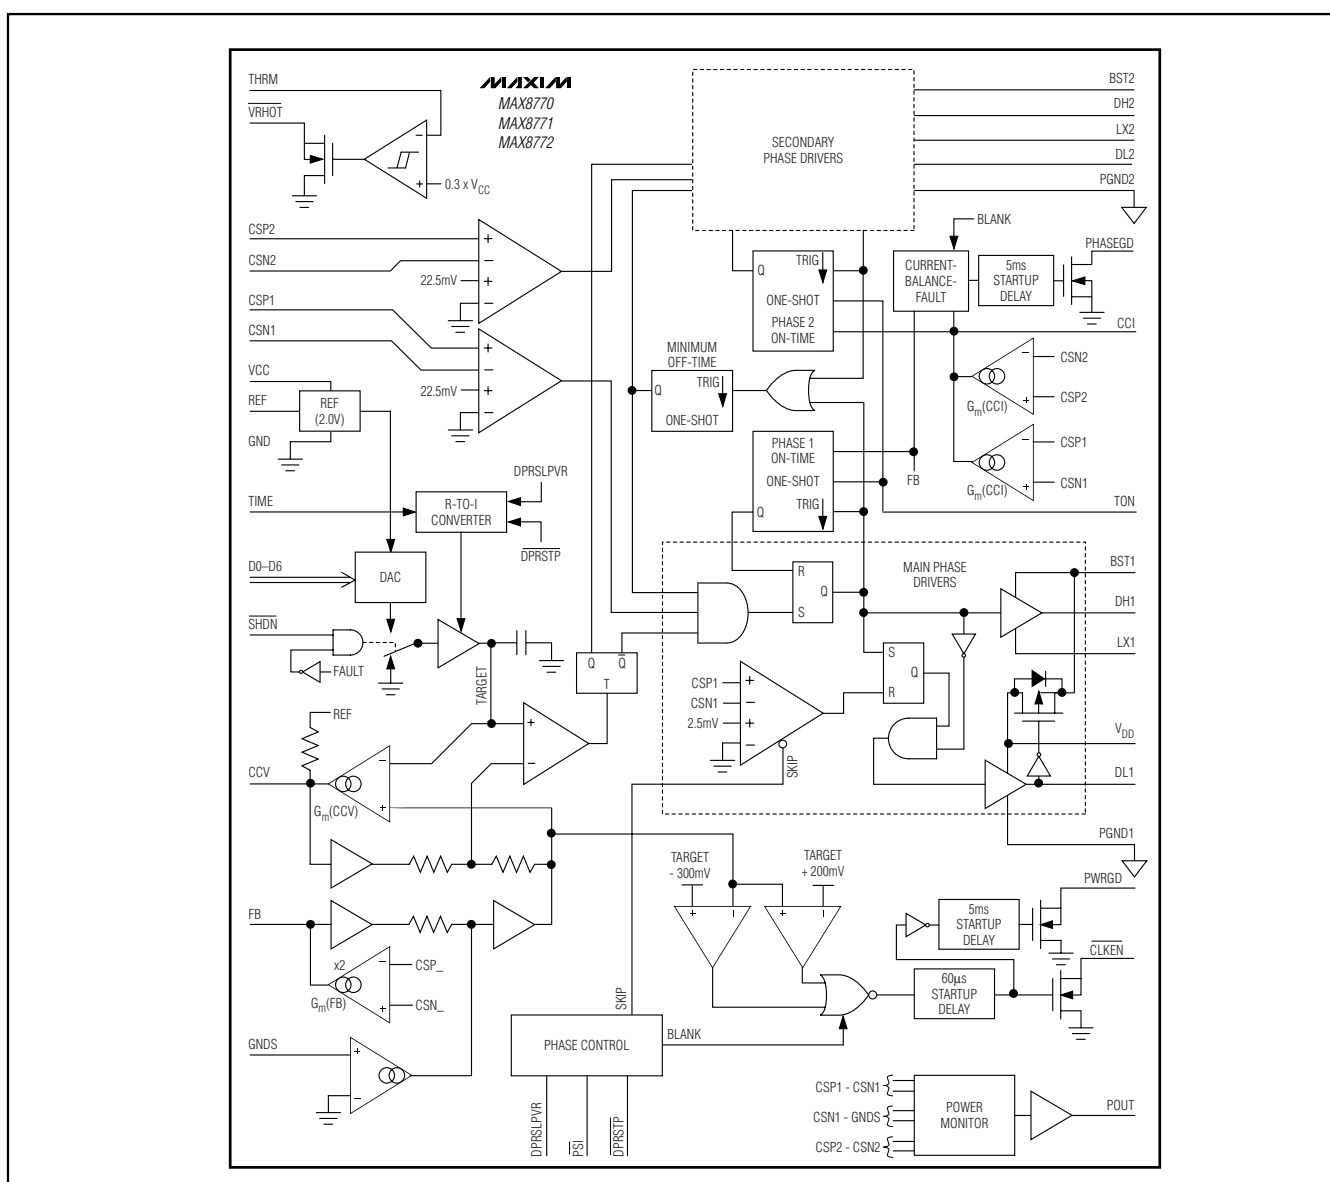 THRM
VRHOT
MAXIM
MAX8770
MAX8771
MAX8772
0.3 x VCC
SECONDARY
PHASE DRIVERS
BST2
DH2
LX2
DL2
PGND2
CSP2
CSN2
22.5mV
CSP1
CSN1
22.5mV
+
−
+
−
+
−
+
−
−
+
Q
TRIG
ONE-SHOT
PHASE 2
ON-TIME
BLANK
CURRENT-
BALANCE-
FAULT
5ms
STARTUP
DELAY
PHASEGD
CCI
MINIMUM
OFF-TIME
Q
TRIG
ONE-SHOT
−
CSN2
+
CSP2
Gm(CCI)
−
CSP1
+
CSN1
Gm(CCI)
VCC
REF
REF
(2.0V)
GND
PHASE 1
ON-TIME
ONE-SHOT
Q
TRIG
FB
TON
TIME
R-TO-I
CONVERTER
DPRSLPVR
DPRSTP
D0–D6
DAC
SHDN
FAULT
TARGET
Q
Q
T
MAIN PHASE
DRIVERS
R
Q
S
BST1
DH1
LX1
S
Q
R
CSP1
+
CSN1
−
2.5mV
+
−
SKIP
VDD
DL1
PGND1
REF
CCV
−
+
Gm(CCV)
+
−
FB
x2
−
CSP_
+
CSN_
Gm(FB)
GNDS
+
−
TARGET
- 300mV
TARGET
+ 200mV
+
−
+
−
5ms
STARTUP
DELAY
PWRGD
60µs
STARTUP
DELAY
CLKEN
SKIP
PHASE CONTROL
BLANK
DPRSLPVR
PSI
DPRSTP
CSP1 - CSN1
CSN1 - GNDS
CSP2 - CSN2
POWER
MONITOR
POUT